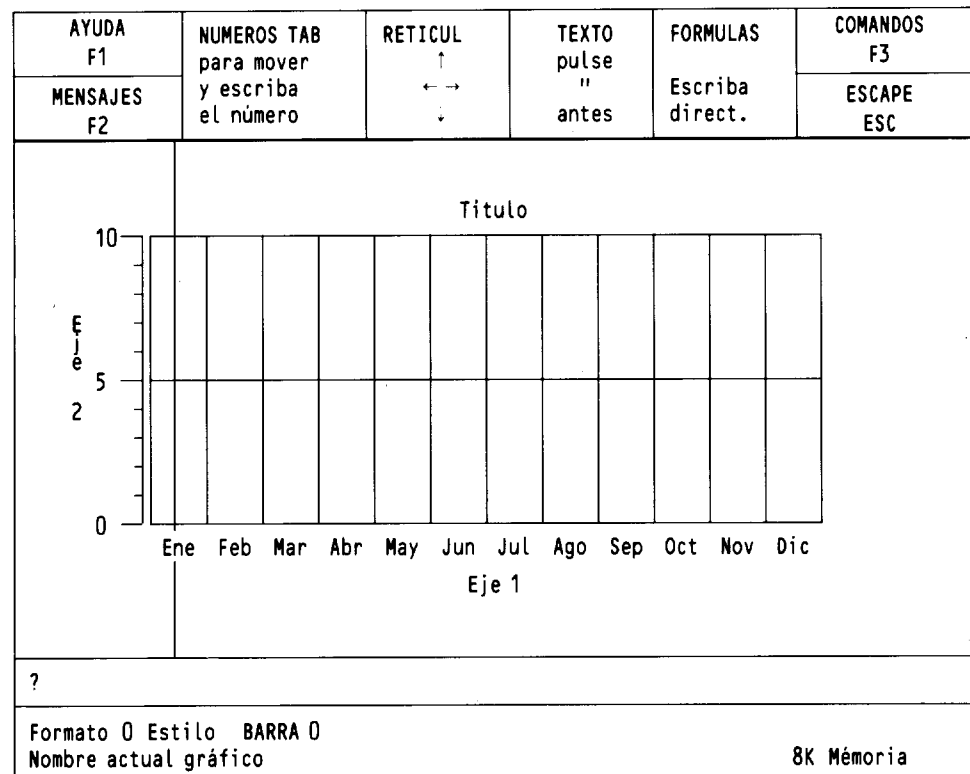 AYUDA
F1
MENSAJES
F2
NUMEROS TAB
para mover
y escriba
el número
RETICUL
↑
← →
↓
TEXTO
pulse
"
antes
FORMULAS
Escriba
direct.
COMANDOS
F3
ESCAPE
ESC
Título
10
5
0
Eje 2
Ene Feb Mar Abr May Jun Jul Ago Sep Oct Nov Dic
Eje 1
?
Formato 0 Estilo BARRA 0
Nombre actual gráfico
8K Mémoria